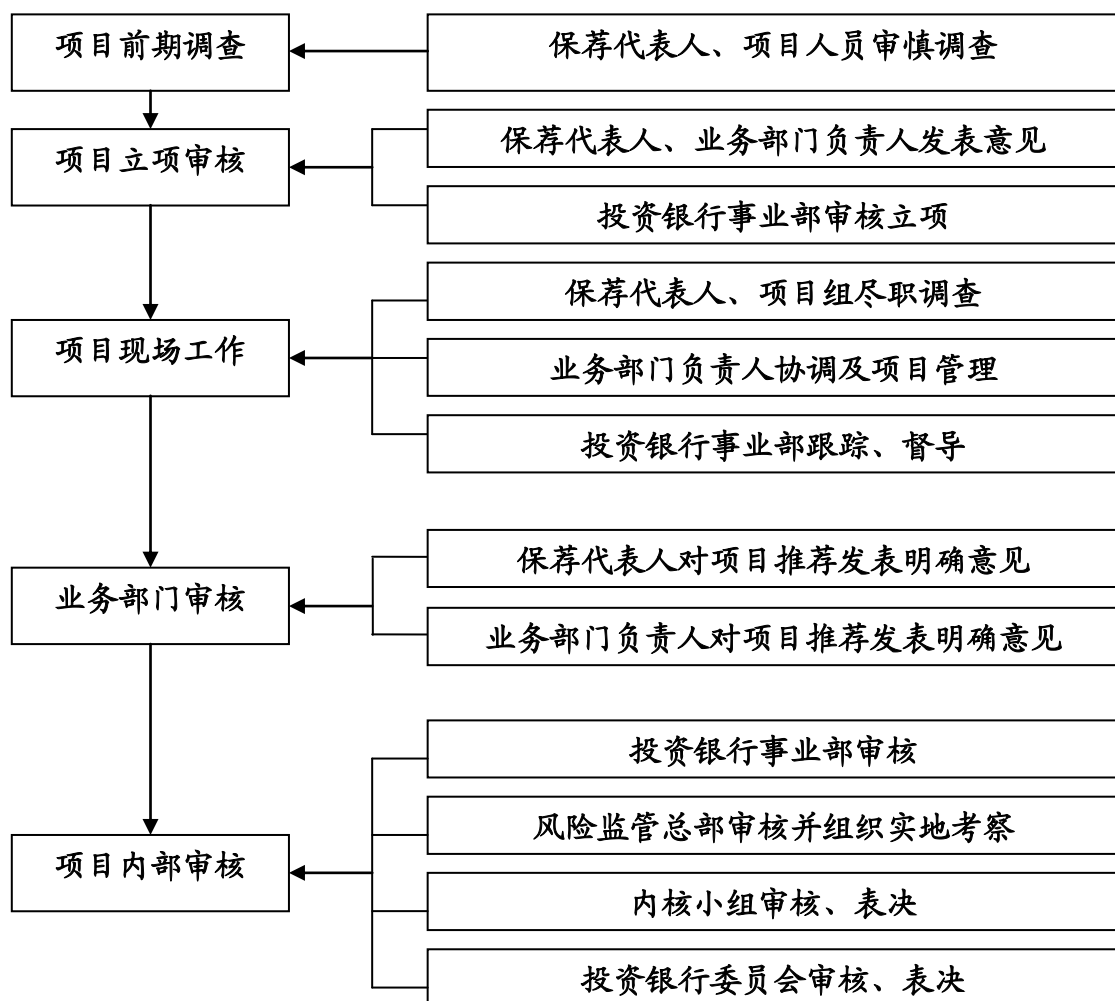 项目前期调查
保荐代表人、项目人员审慎调查
项目立项审核
保荐代表人、业务部门负责人发表意见
投资银行事业部审核立项
项目现场工作
保荐代表人、项目组尽职调查
业务部门负责人协调及项目管理
投资银行事业部跟踪、督导
业务部门审核
保荐代表人对项目推荐发表明确意见
业务部门负责人对项目推荐发表明确意见
项目内部审核
投资银行事业部审核
风险监管总部审核并组织实地考察
内核小组审核、表决
投资银行委员会审核、表决